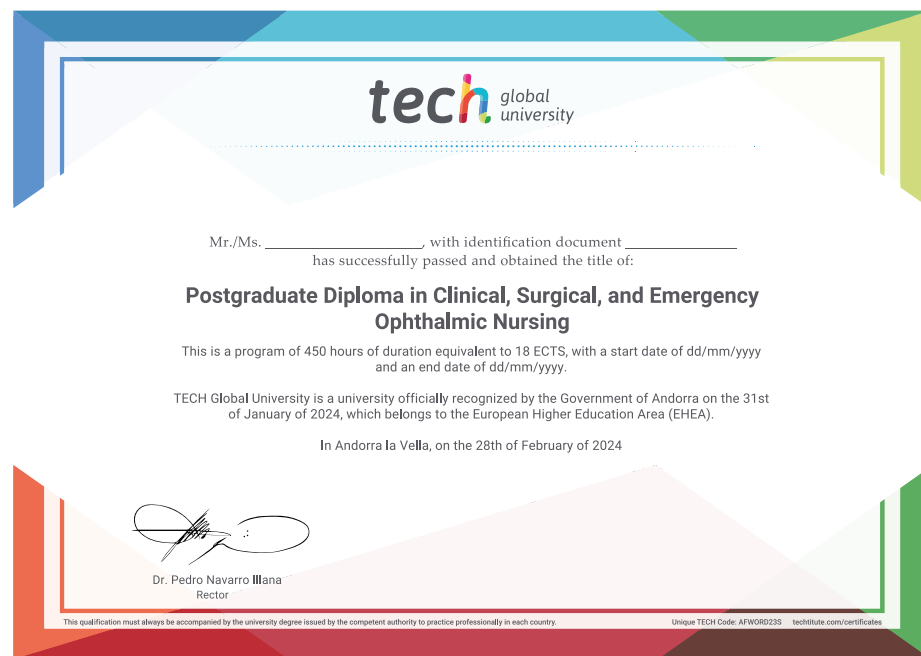 tech global university
Mr./Ms. ____________________, with identification document ______________
has successfully passed and obtained the title of:
Postgraduate Diploma in Clinical, Surgical, and Emergency
Ophthalmic Nursing
This is a program of 450 hours of duration equivalent to 18 ECTS, with a start date of dd/mm/yyyy
and an end date of dd/mm/yyyy.
TECH Global University is a university officially recognized by the Government of Andorra on the 31st
of January of 2024, which belongs to the European Higher Education Area (EHEA).
In Andorra la Vella, on the 28th of February of 2024
Dr. Pedro Navarro Illana
Rector
This qualification must always be accompanied by the university degree issued by the competent authority to practice professionally in each country.
Unique TECH Code: AFWORD23S techtitute.com/certificates